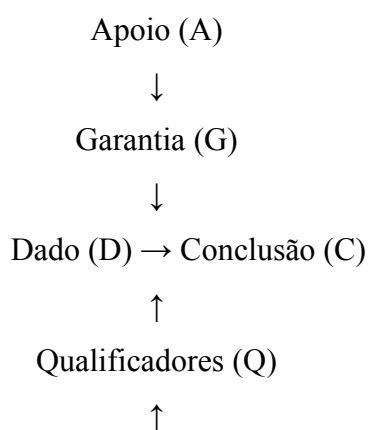 Apoio (A)
↓
Garantia (G)
↓
Dado (D) → Conclusão (C)
↑
Qualificadores (Q)
↑